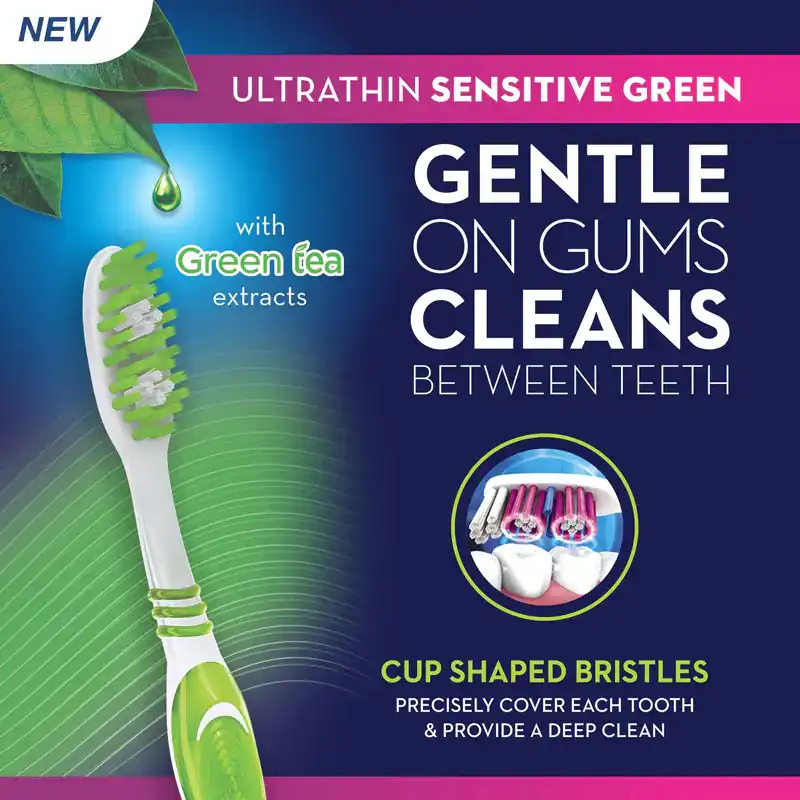 NEW
ULTRATHIN SENSITIVE GREEN
GENTLE
ON GUMS
CLEANS
BETWEEN TEETH
with
Green tea
extracts
CUP SHAPED BRISTLES
PRECISELY COVER EACH TOOTH
& PROVIDE A DEEP CLEAN